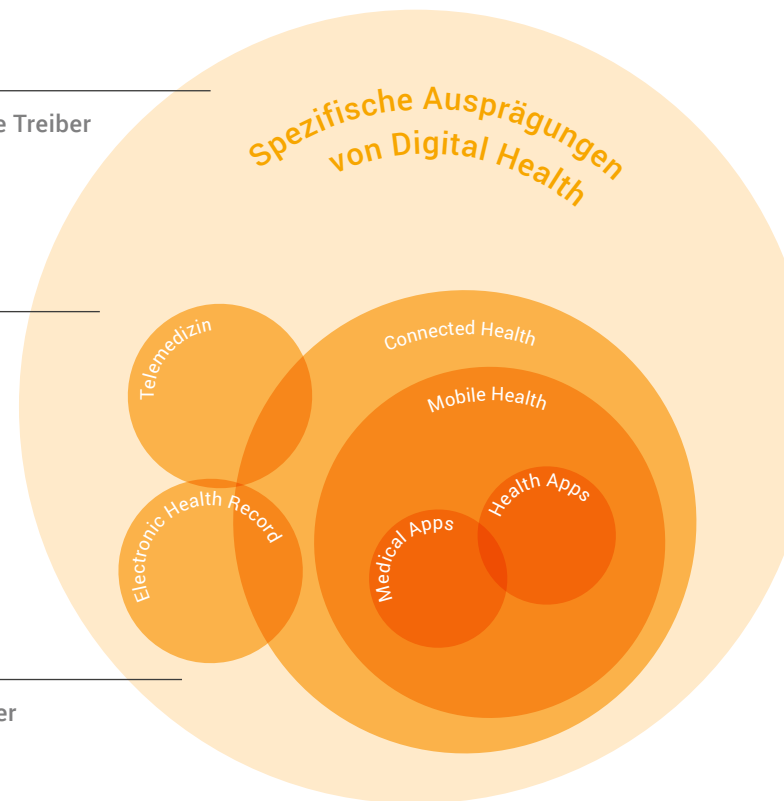 e Treiber
Spezifische Ausprägungen
von Digital Health
Telemedizin
Connected Health
Mobile Health
Health Apps
Electronic Health Record
Medical Apps
er